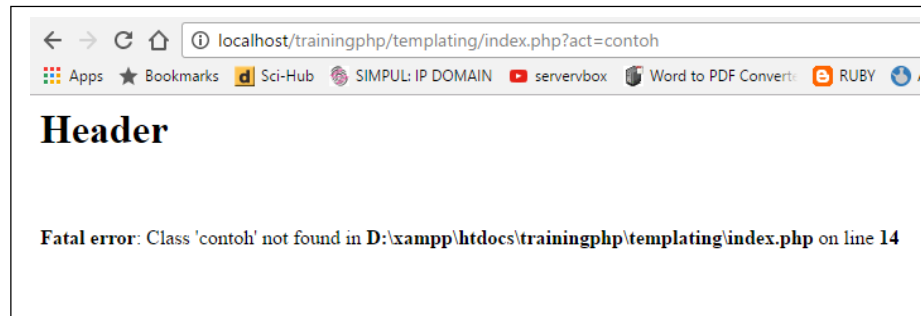 localhost/trainingphp/templating/index.php?act=contoh
Apps Bookmarks d Sci-Hub SIMPUL: IP DOMAIN servervbox Word to PDF Converte RUBY
Header
Fatal error: Class 'contoh' not found in D:\xampp\htdocs\trainingphp\templating\index.php on line 14